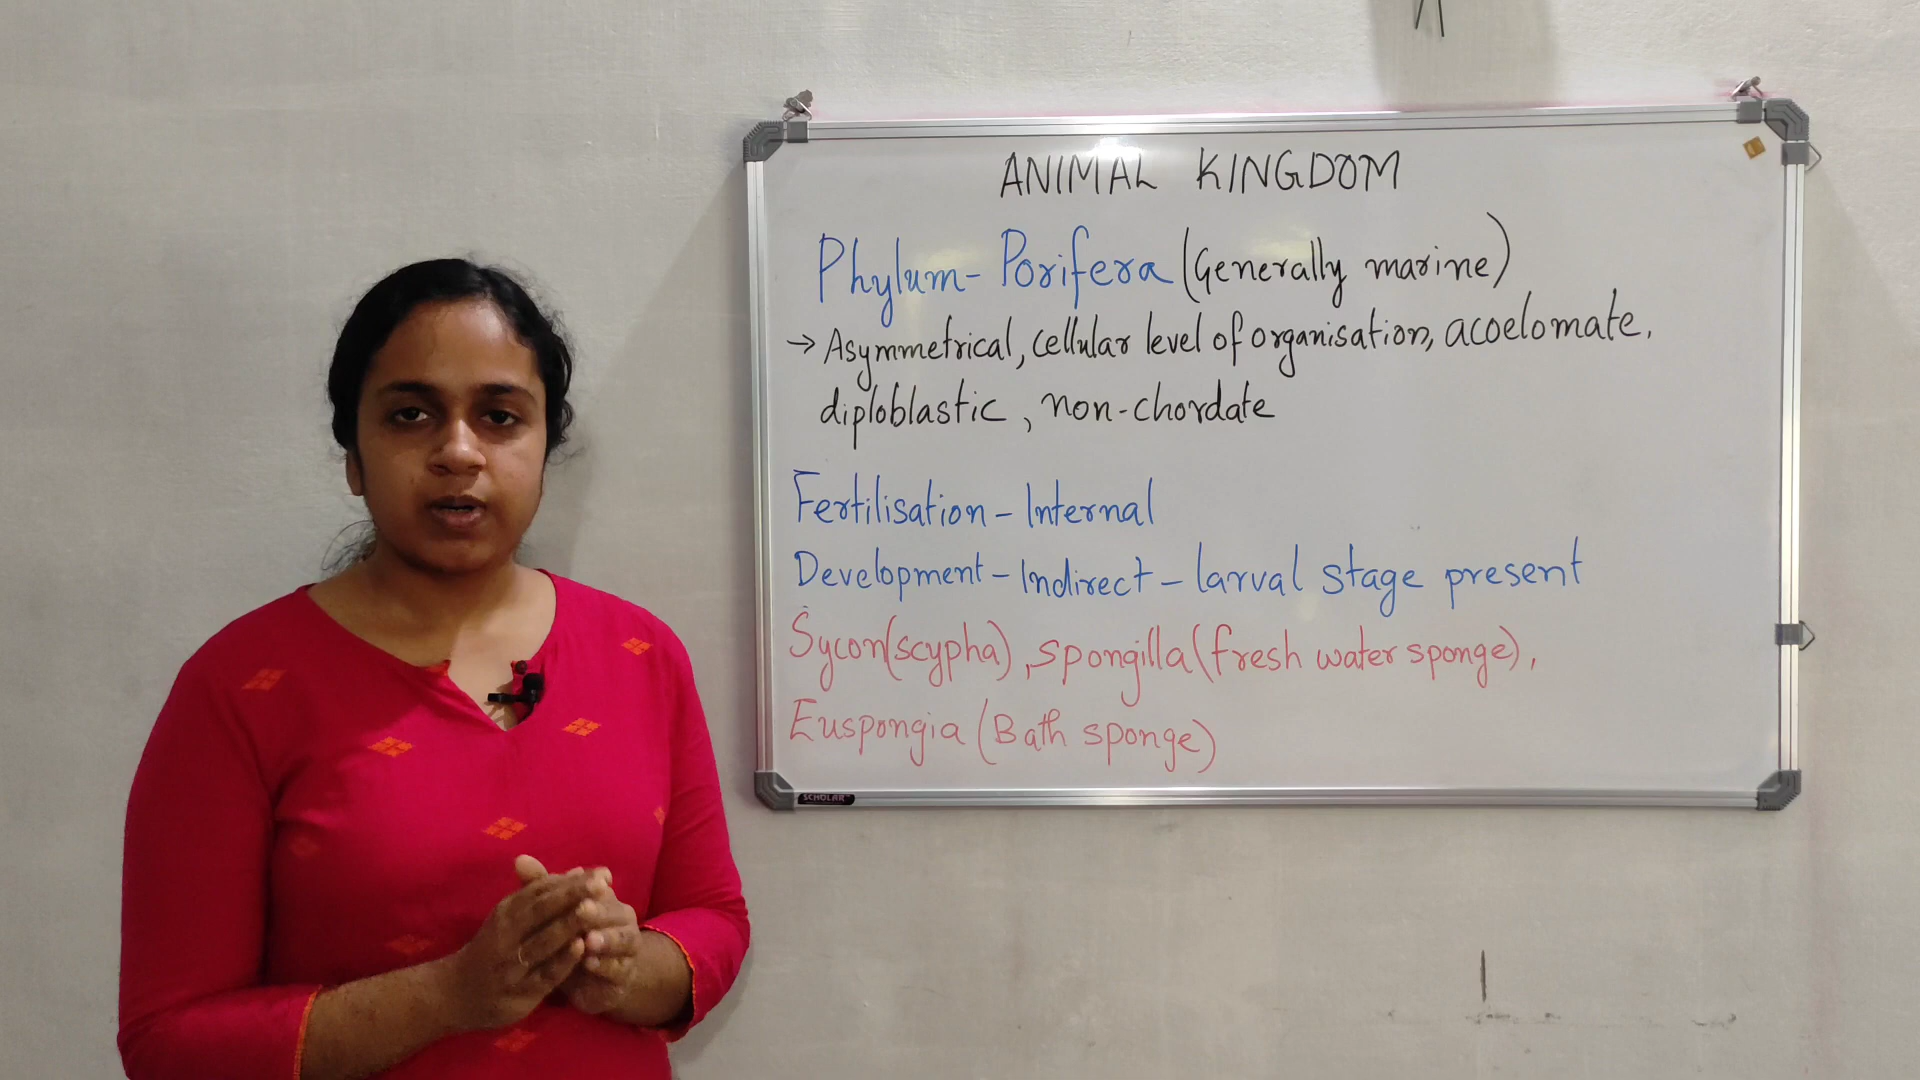 ANIMAL KINGDOM
Phylum - Porifera (Generally marine)
→ Asymmetrical, cellular level of organisation, acoelomate,
diploblastic, non-chordate
Fertilisation - Internal
Development - Indirect - larval stage present
Sycon(scypha), spongilla (fresh water sponge),
Euspongia (Bath sponge)
SCHOLAR